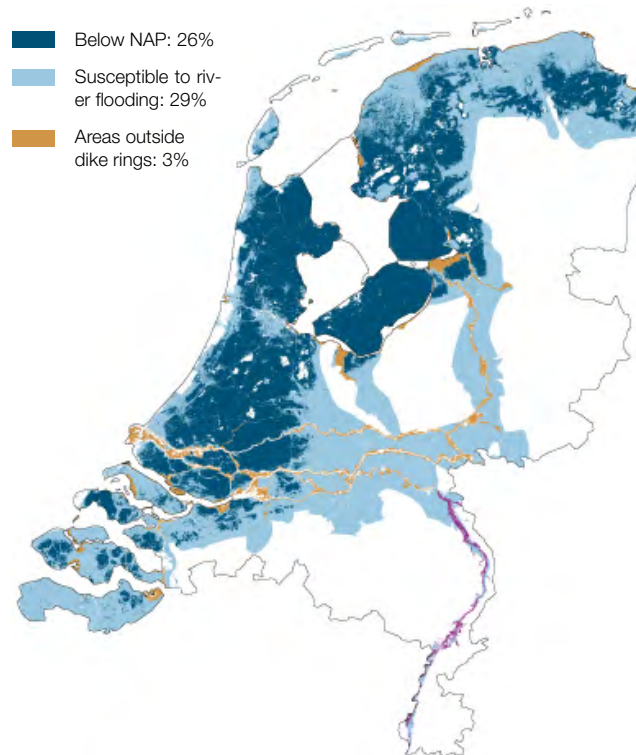 Below NAP: 26%
Susceptible to riv-
er flooding: 29%
Areas outside
dike rings: 3%